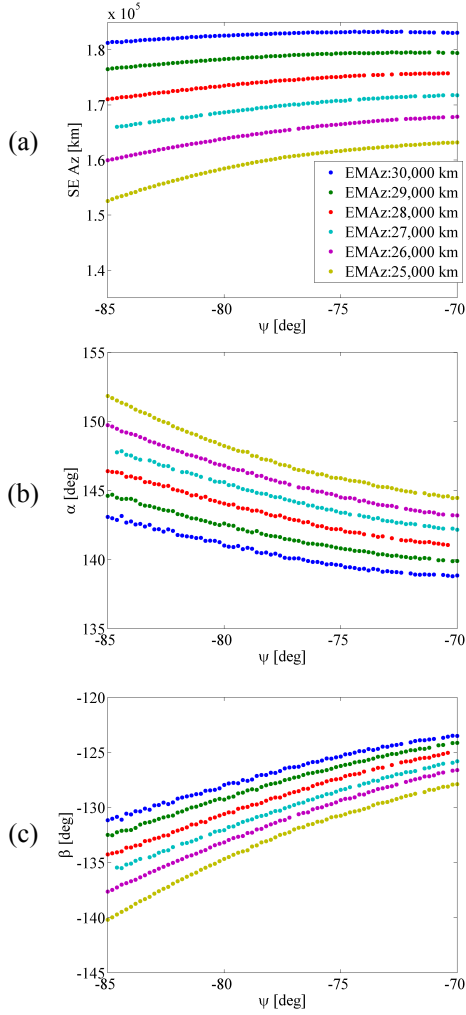 x 10^5
1.8
1.7
1.6
1.5
1.4
SE Az [km]
(a)
EMAz:30,000 km
EMAz:29,000 km
EMAz:28,000 km
EMAz:27,000 km
EMAz:26,000 km
EMAz:25,000 km
-85 -80 -75 -70
ψ [deg]
155
150
145
140
135
α [deg]
(b)
-85 -80 -75 -70
ψ [deg]
-120
-125
-130
-135
-140
-145
β [deg]
(c)
-85 -80 -75 -70
ψ [deg]